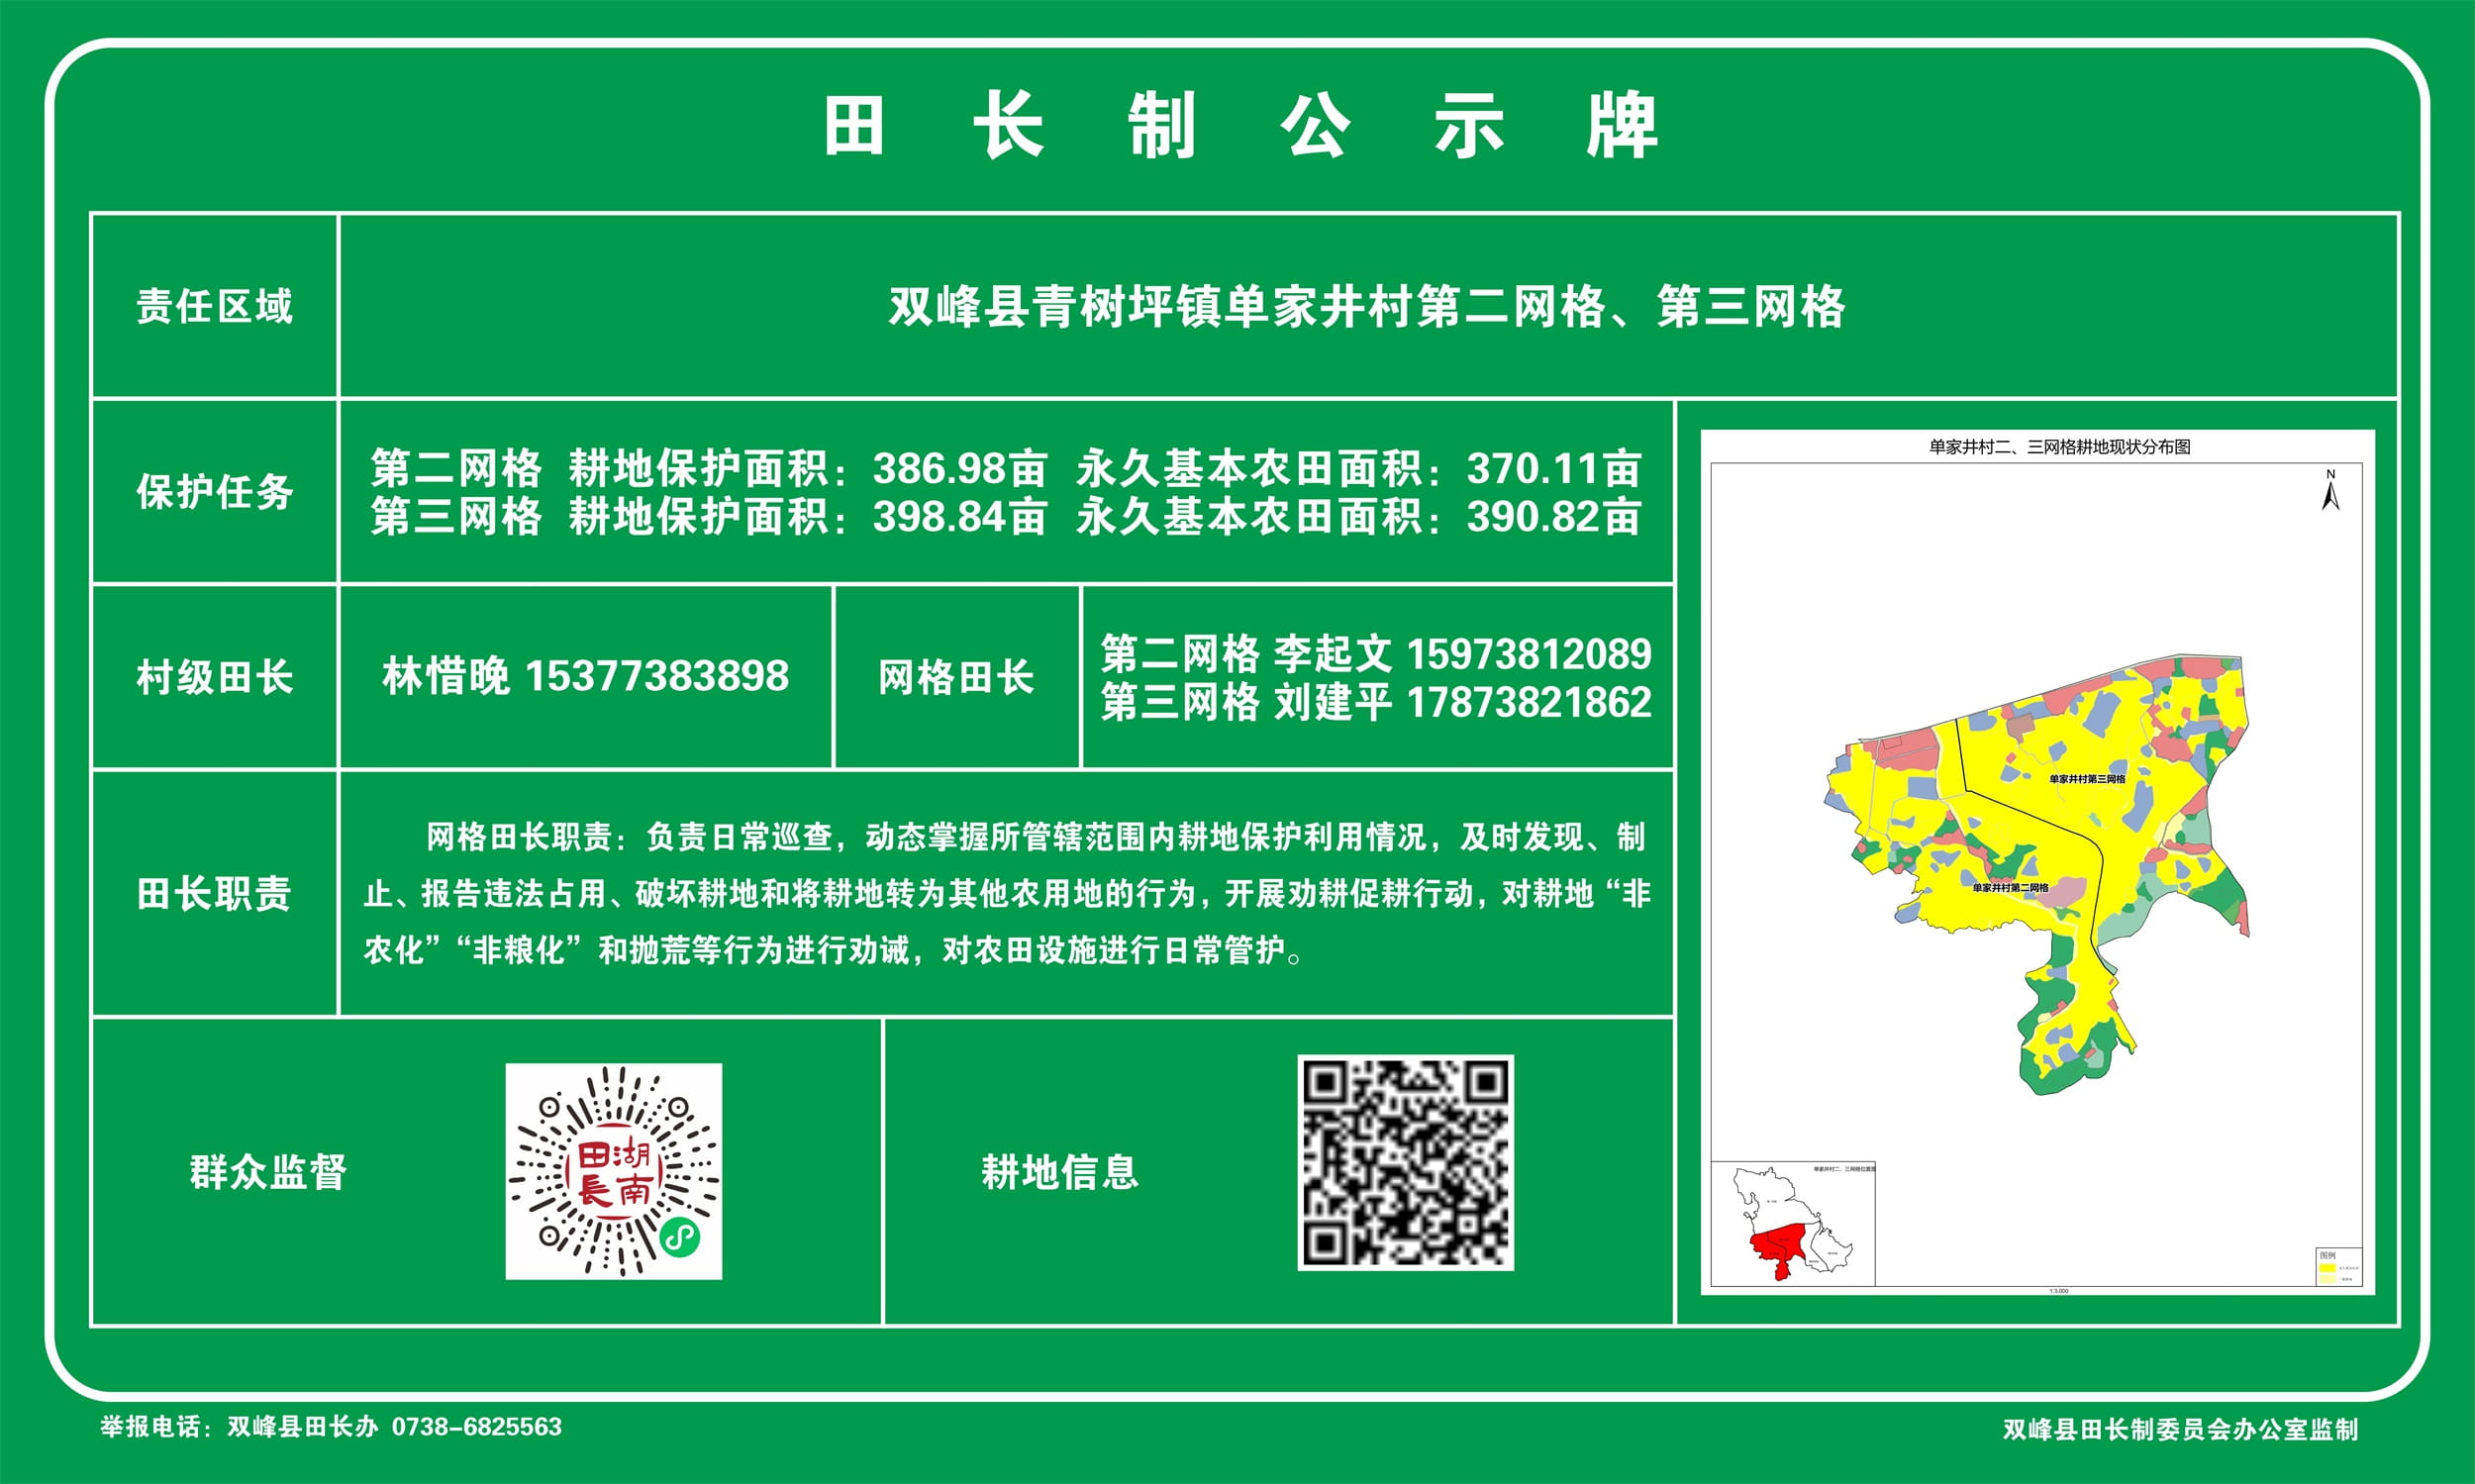 田长制公示牌
责任区域
双峰县青树坪镇单家井村第二网格、第三网格
保护任务
第二网格 耕地保护面积：386.98亩 永久基本农田面积：370.11亩
第三网格 耕地保护面积：398.84亩 永久基本农田面积：390.82亩
村级田长
林惜晚 15377383898
网格田长
第二网格 李起文 15973812089
第三网格 刘建平 17873821862
田长职责
网格田长职责：负责日常巡查，动态掌握所管辖范围内耕地保护利用情况，及时发现、制
止、报告违法占用、破坏耕地和将耕地转为其他农用地的行为，开展劝耕促耕行动，对耕地“非
农化”“非粮化”和抛荒等行为进行劝诫，对农田设施进行日常管护。
群众监督
田湖
長南
耕地信息
单家井村二、三网格耕地现状分布图
N
单家井村第三网格
单家井村第二网格
单家井村二、三网格位置图
图例
1:3,000
举报电话：双峰县田长办 0738-6825563
双峰县田长制委员会办公室监制